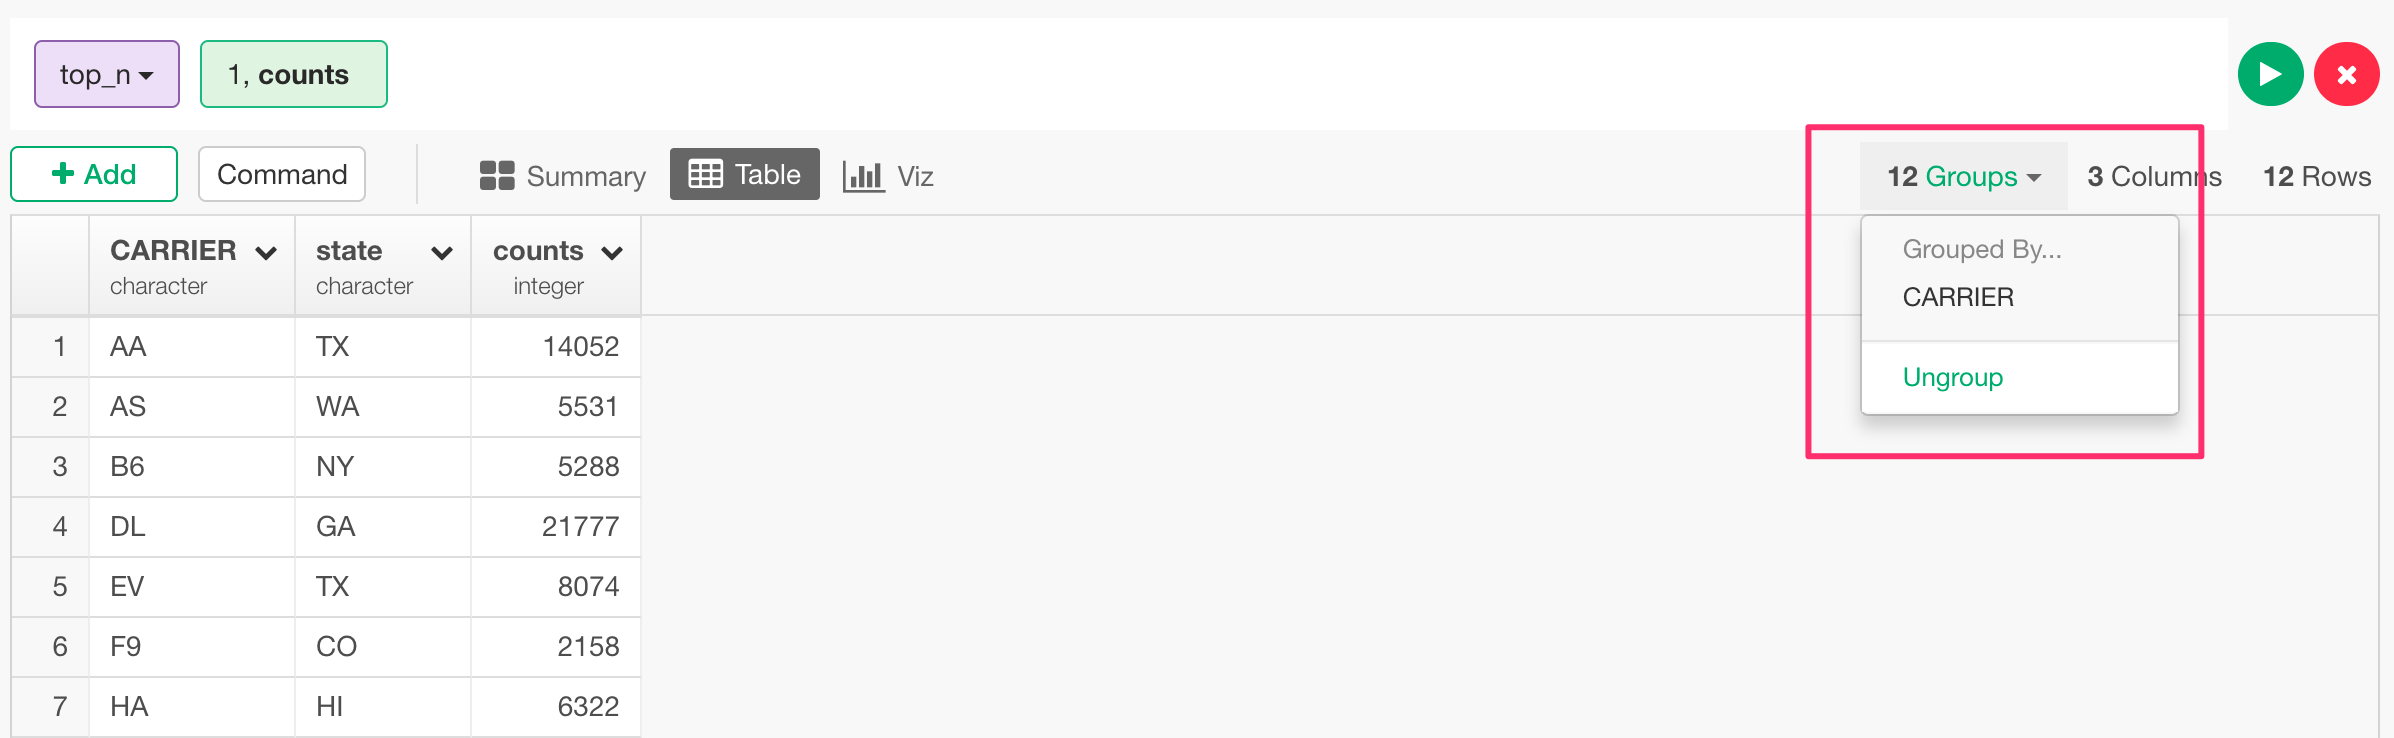 top_n 1, counts
+ Add Command Summary Table Viz 12 Groups 3 Columns 12 Rows
Grouped By...
CARRIER
Ungroup
CARRIER state counts
character character integer
1 AA TX 14052
2 AS WA 5531
3 B6 NY 5288
4 DL GA 21777
5 EV TX 8074
6 F9 CO 2158
7 HA HI 6322